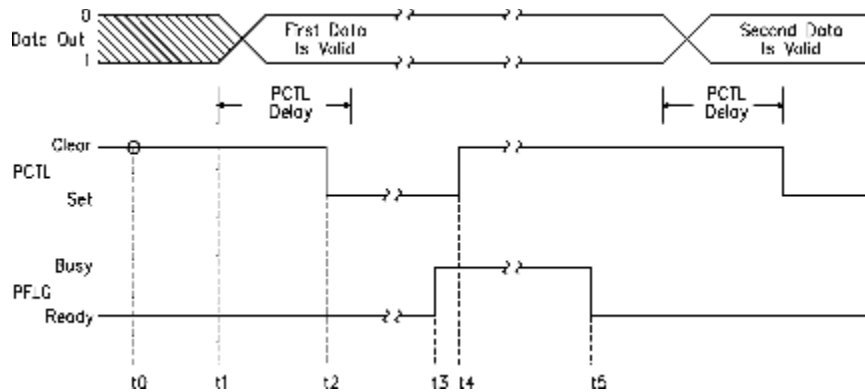 0
Data Out
1
First Data
Is Valid
Second Data
Is Valid
PCTL
Delay
PCTL
Delay
Clear
PCTL
Set
Busy
PFLG
Ready
t0 t1 t2 t3 t4 t5